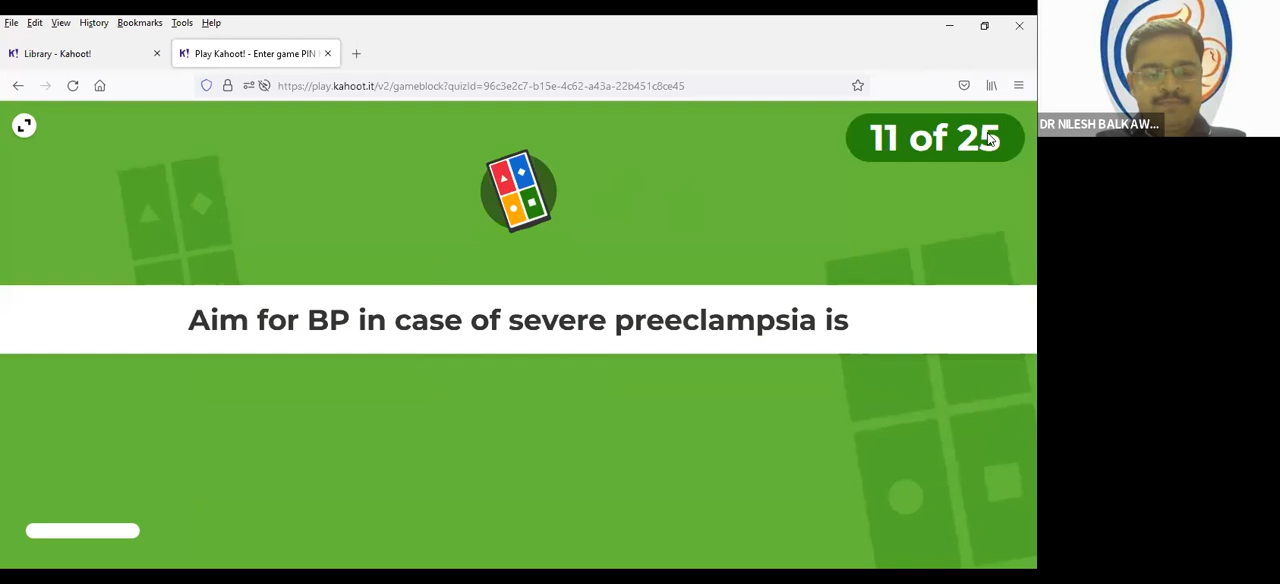 File Edit View History Bookmarks Tools Help
K! Library - Kahoot!
K! Play Kahoot! - Enter game PIN
https://play.kahoot.it/v2/gameblock?quizId=96c3e2c7-b15e-4c62-a43a-22b451c8ce45
DR NILESH BALKAW...
11 of 25
Aim for BP in case of severe preeclampsia is